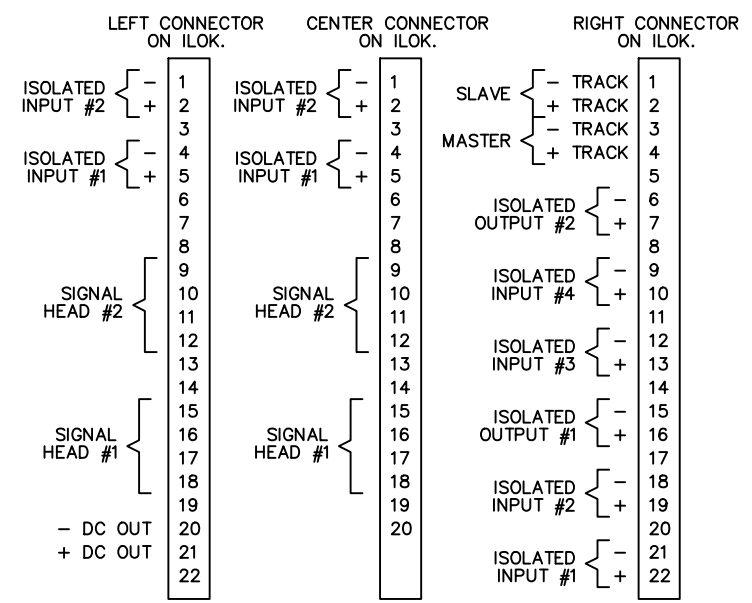 LEFT CONNECTOR
ON ILOK.
ISOLATED
INPUT #2
-
+
ISOLATED
INPUT #1
-
+
SIGNAL
HEAD #2
SIGNAL
HEAD #1
- DC OUT
+ DC OUT
1
2
3
4
5
6
7
8
9
10
11
12
13
14
15
16
17
18
19
20
21
22
CENTER CONNECTOR
ON ILOK.
ISOLATED
INPUT #2
-
+
ISOLATED
INPUT #1
-
+
SIGNAL
HEAD #2
SIGNAL
HEAD #1
1
2
3
4
5
6
7
8
9
10
11
12
13
14
15
16
17
18
19
20
RIGHT CONNECTOR
ON ILOK.
SLAVE
- TRACK
+ TRACK
MASTER
- TRACK
+ TRACK
ISOLATED
OUTPUT #2
-
+
ISOLATED
INPUT #4
-
+
ISOLATED
INPUT #3
-
+
ISOLATED
OUTPUT #1
-
+
ISOLATED
INPUT #2
-
+
ISOLATED
INPUT #1
-
+
1
2
3
4
5
6
7
8
9
10
11
12
13
14
15
16
17
18
19
20
21
22